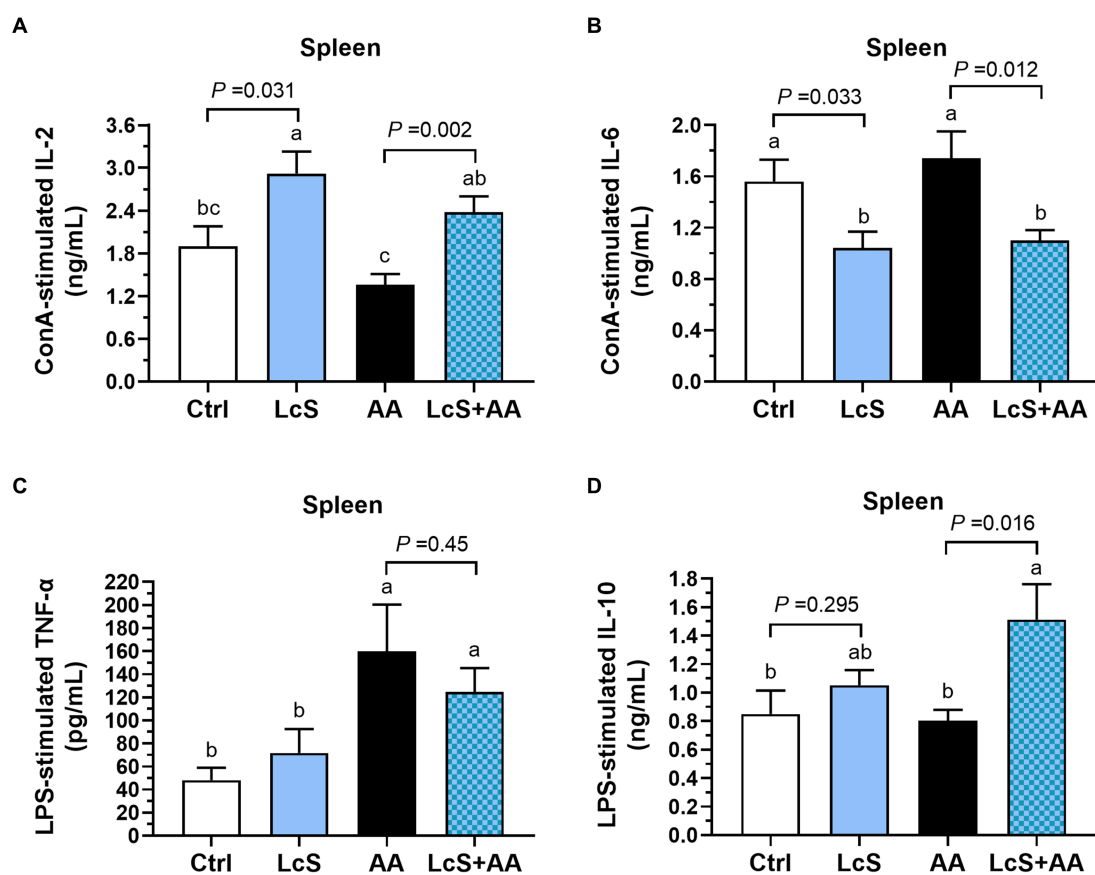 A
Spleen
P =0.031
P =0.002
ConA-stimulated IL-2
(ng/mL)
3.6
3.0
2.4
1.8
1.2
0.6
0.0
bc
a
c
ab
Ctrl
LcS
AA
LcS+AA
B
Spleen
P =0.033
P =0.012
ConA-stimulated IL-6
(ng/mL)
2.0
1.6
1.2
0.8
0.4
0.0
a
b
a
b
Ctrl
LcS
AA
LcS+AA
C
Spleen
P =0.45
LPS-stimulated TNF-α
(pg/mL)
220
200
180
160
140
120
100
80
60
40
20
0
b
b
a
a
Ctrl
LcS
AA
LcS+AA
D
Spleen
P =0.295
P =0.016
LPS-stimulated IL-10
(ng/mL)
1.8
1.6
1.4
1.2
1.0
0.8
0.6
0.4
0.2
0.0
b
ab
b
a
Ctrl
LcS
AA
LcS+AA